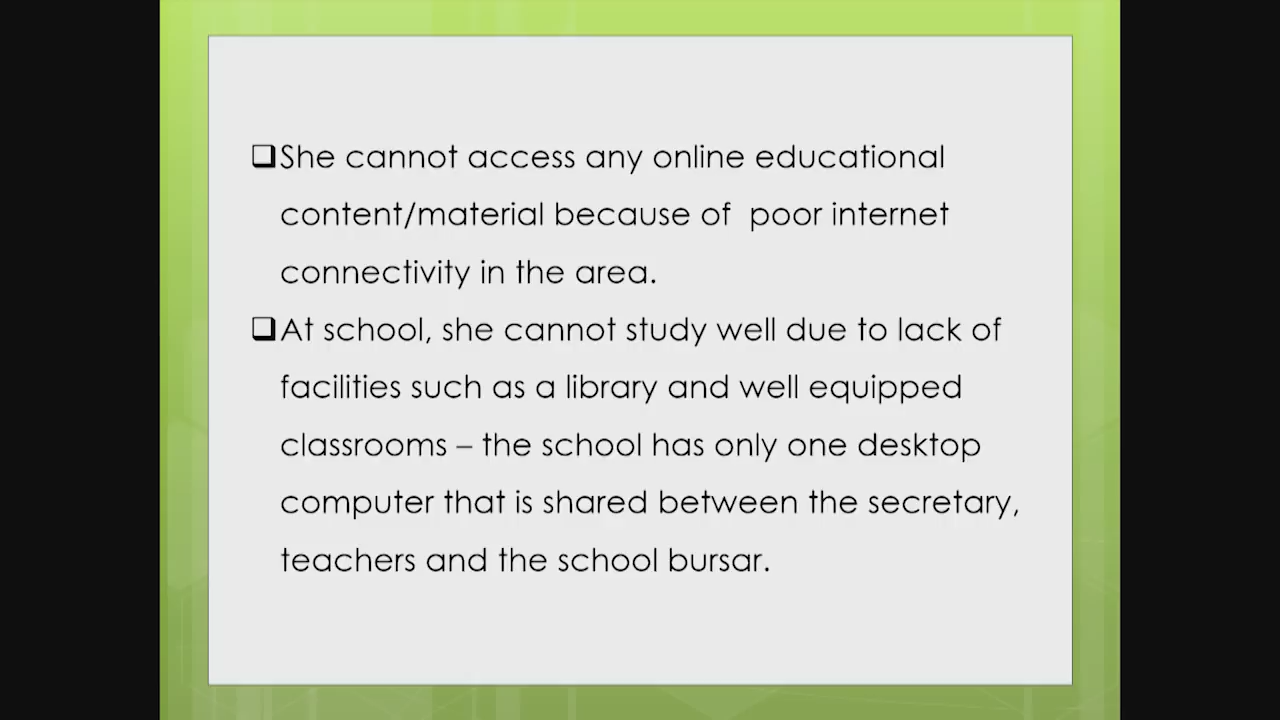 ❑She cannot access any online educational
content/material because of  poor internet
connectivity in the area.
❑At school, she cannot study well due to lack of
facilities such as a library and well equipped
classrooms – the school has only one desktop
computer that is shared between the secretary,
teachers and the school bursar.